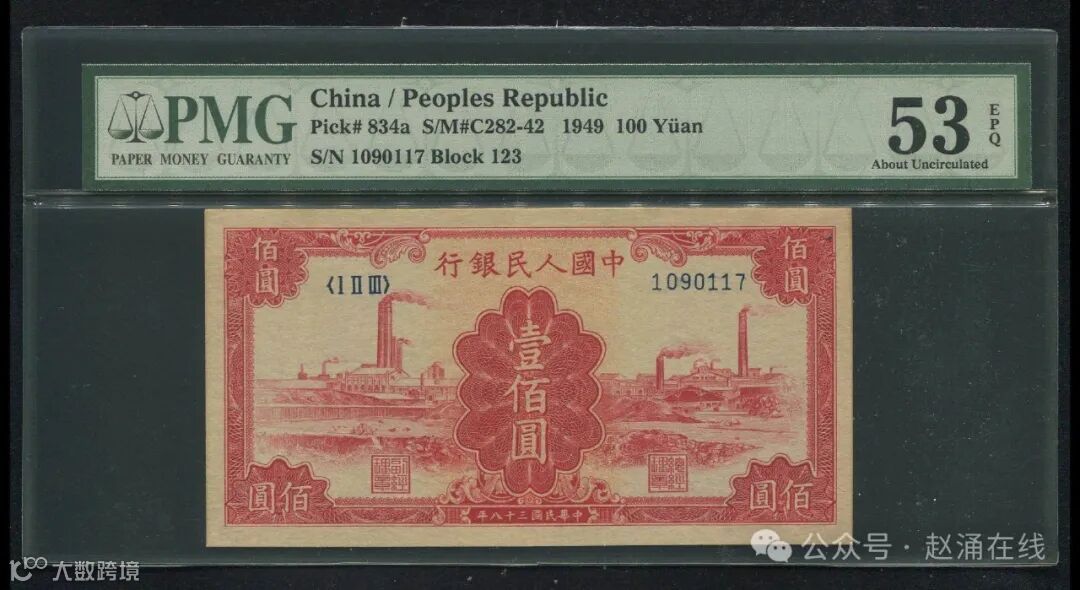 PMG
PAPER MONEY GUARANTY
China / Peoples Republic
Pick# 834a S/M#C282-42 1949 100 Yüan
S/N 1090117 Block 123
53
EPQ
About Uncirculated
佰圓
行銀民人國中
佰圓
〈I II III〉
1090117
壹佰圓
圓佰
年八十三國民華中
圓佰
公众号·赵涌在线
大数跨境